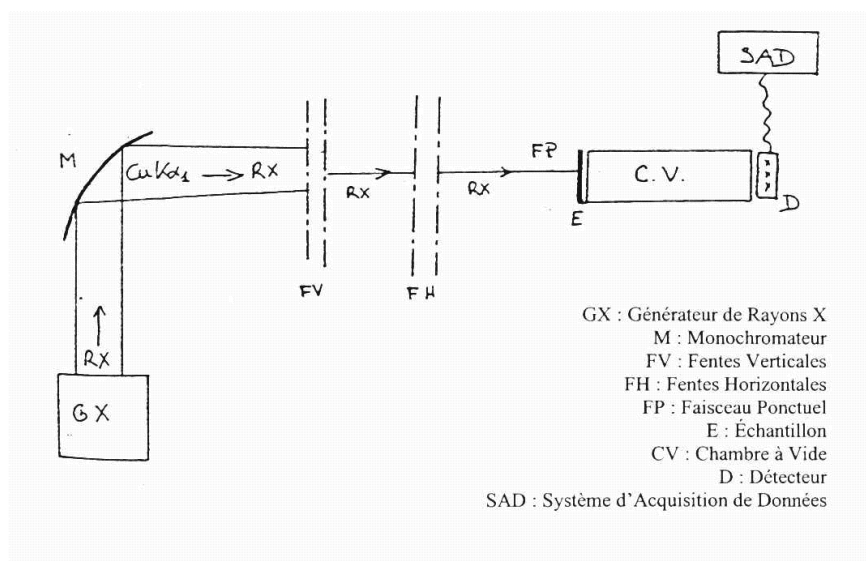 SAD
M
CuKα1 → RX
FP
C.V.
RX
RX
E
D
FV
FH
RX
GX
GX : Générateur de Rayons X
M : Monochromateur
FV : Fentes Verticales
FH : Fentes Horizontales
FP : Faisceau Ponctuel
E : Échantillon
CV : Chambre à Vide
D : Détecteur
SAD : Système d'Acquisition de Données